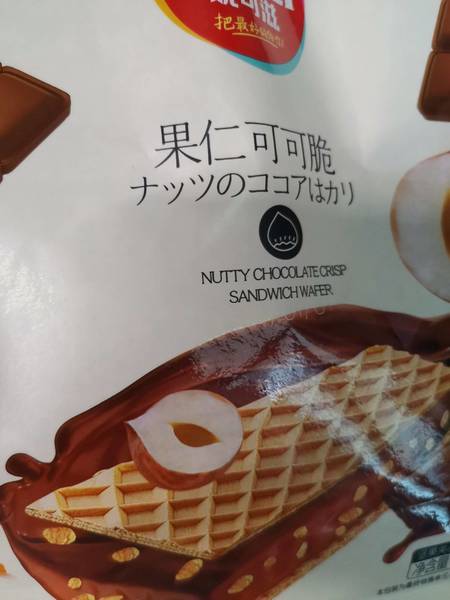 把最好
果仁可可脆
ナッツのココアはカリ
NUTTY CHOCOLATE CRISP
SANDWICH WAFER
净含量